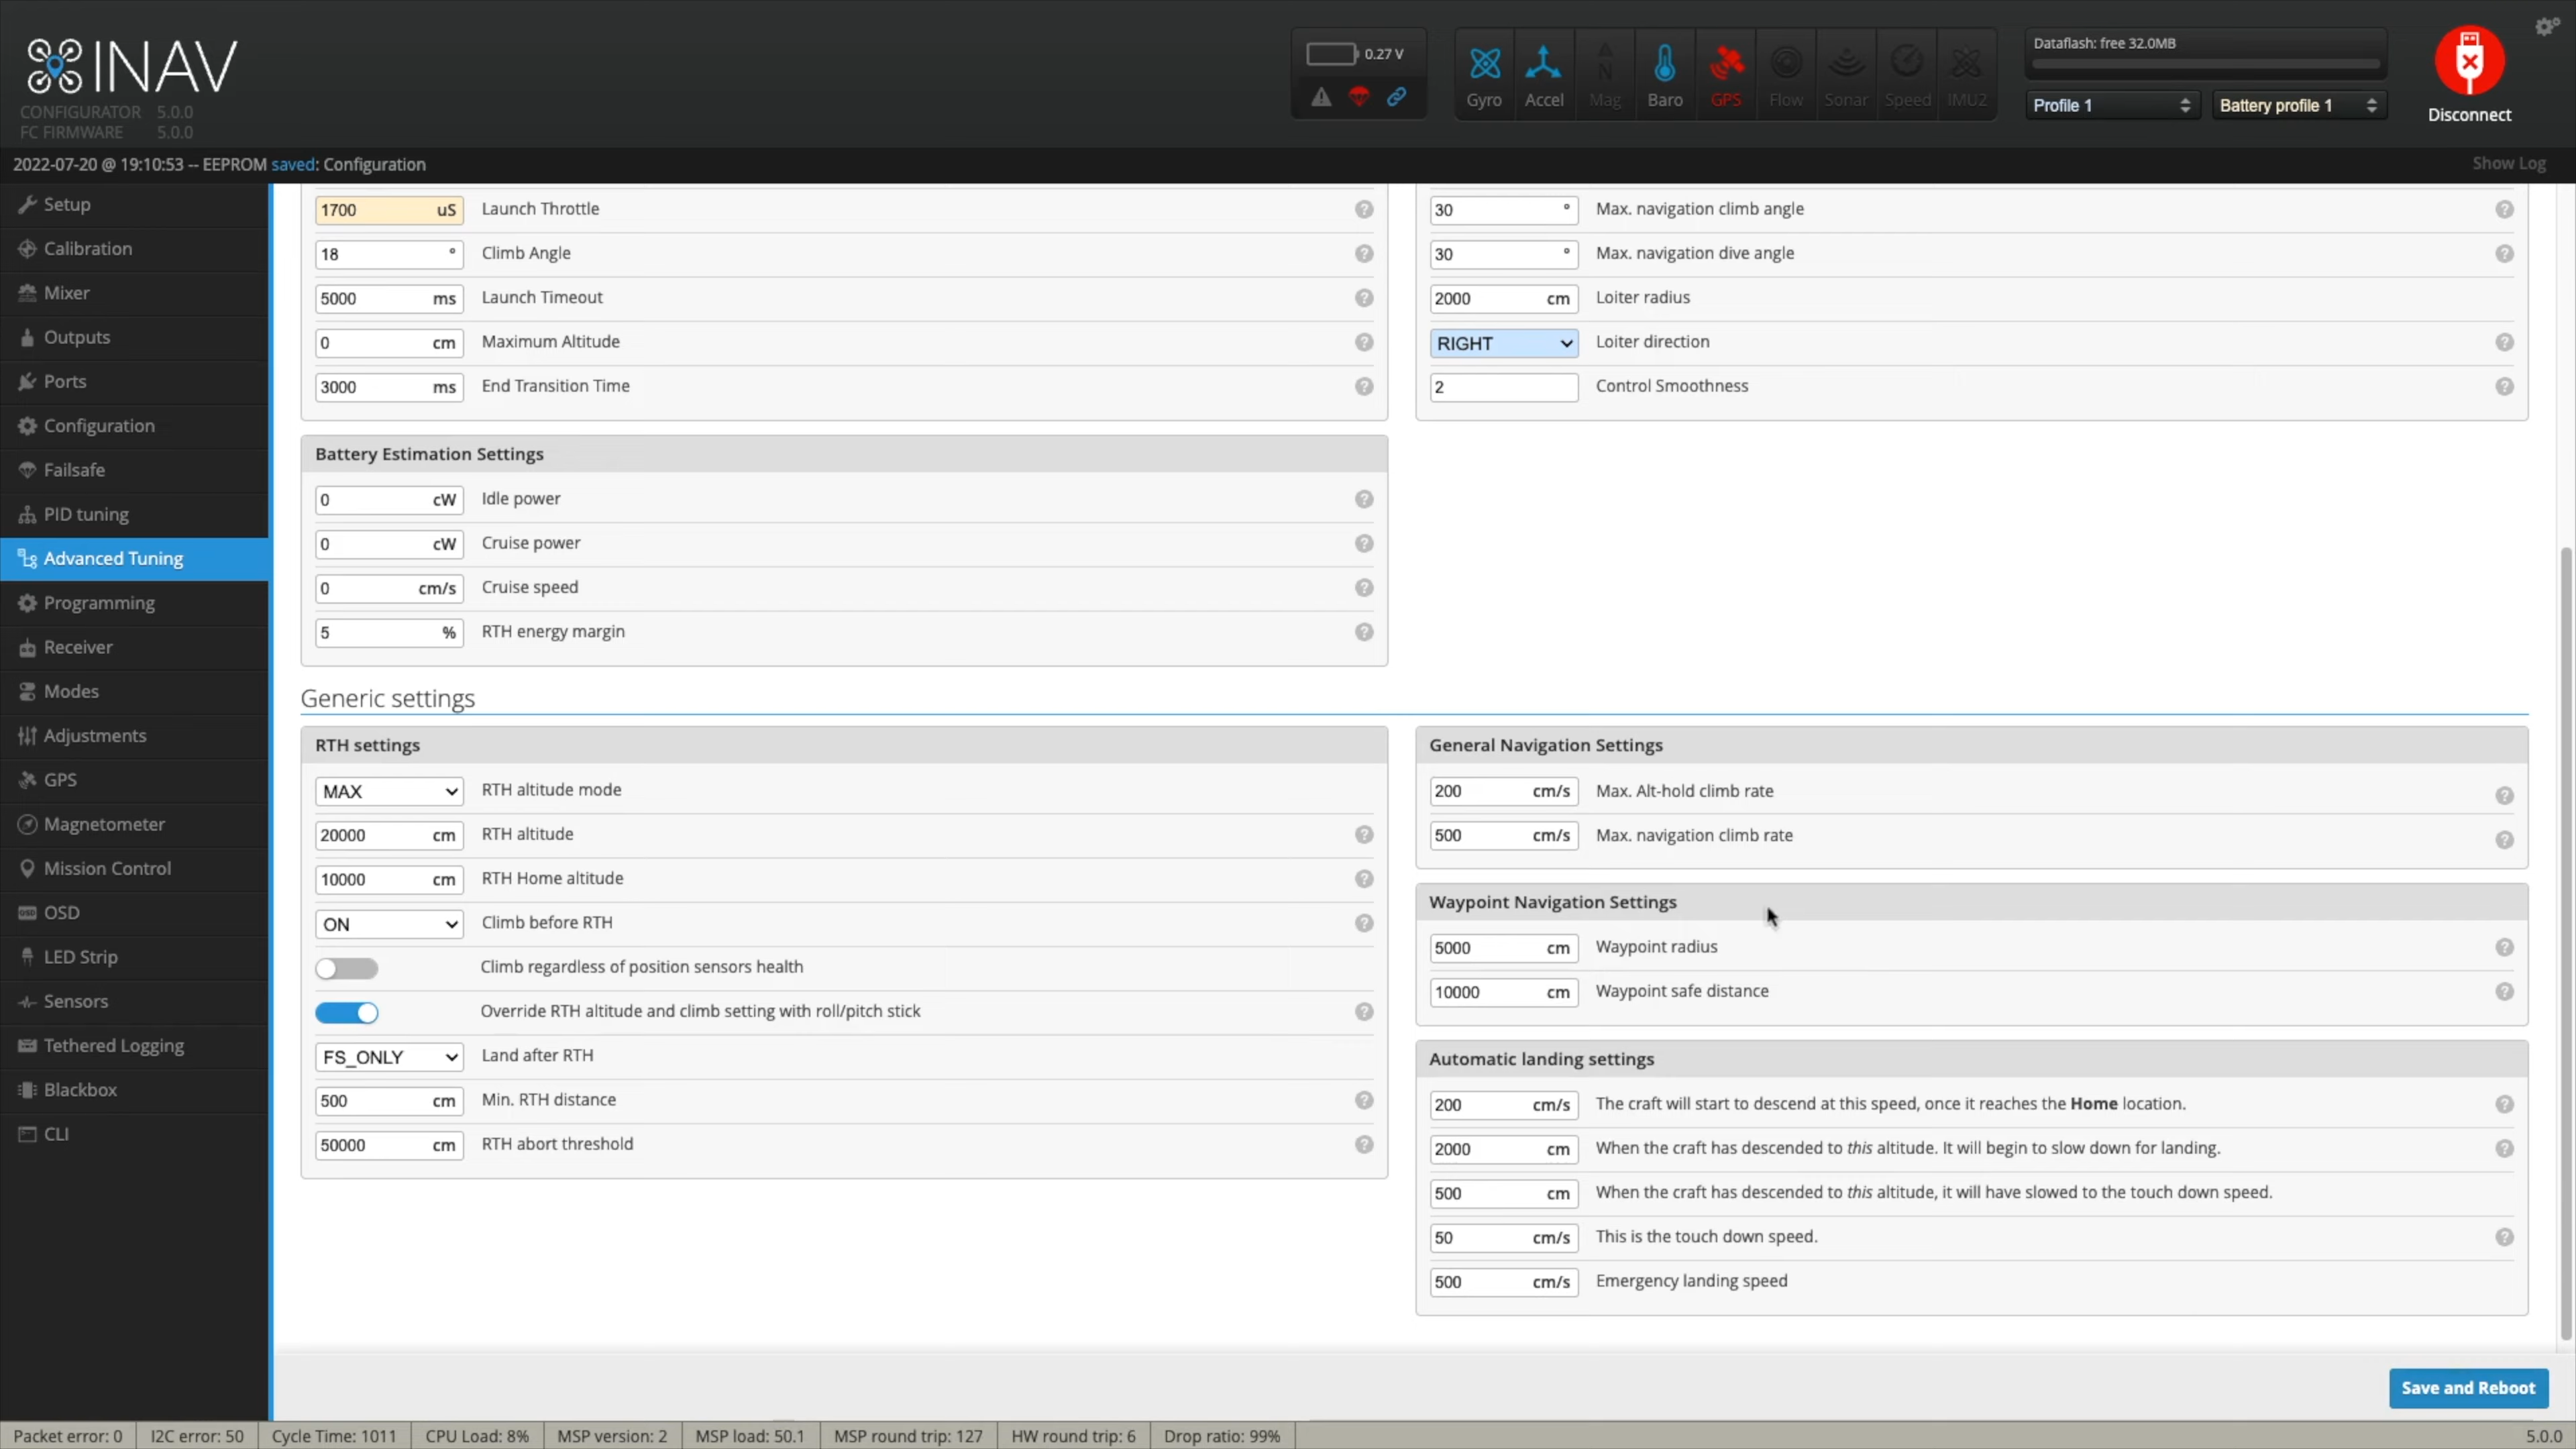 INAV
CONFIGURATOR 5.0.0
FC FIRMWARE 5.0.0
0.27 V
Gyro
Accel
Mag
Baro
GPS
Flow
Sonar
Speed
IMU2
Dataflash: free 32.0MB
Profile 1
Battery profile 1
Disconnect
2022-07-20 @ 19:10:53 -- EEPROM saved: Configuration
Show Log
Setup
Calibration
Mixer
Outputs
Ports
Configuration
Failsafe
PID tuning
Advanced Tuning
Programming
Receiver
Modes
Adjustments
GPS
Magnetometer
Mission Control
OSD
LED Strip
Sensors
Tethered Logging
Blackbox
CLI
1700 uS Launch Throttle
18 ° Climb Angle
5000 ms Launch Timeout
0 cm Maximum Altitude
3000 ms End Transition Time
30 ° Max. navigation climb angle
30 ° Max. navigation dive angle
2000 cm Loiter radius
RIGHT Loiter direction
2 Control Smoothness
Battery Estimation Settings
0 cW Idle power
0 cW Cruise power
0 cm/s Cruise speed
5 % RTH energy margin
Generic settings
RTH settings
MAX RTH altitude mode
20000 cm RTH altitude
10000 cm RTH Home altitude
ON Climb before RTH
Climb regardless of position sensors health
Override RTH altitude and climb setting with roll/pitch stick
FS_ONLY Land after RTH
500 cm Min. RTH distance
50000 cm RTH abort threshold
General Navigation Settings
200 cm/s Max. Alt-hold climb rate
500 cm/s Max. navigation climb rate
Waypoint Navigation Settings
5000 cm Waypoint radius
10000 cm Waypoint safe distance
Automatic landing settings
200 cm/s The craft will start to descend at this speed, once it reaches the Home location.
2000 cm When the craft has descended to this altitude. It will begin to slow down for landing.
500 cm When the craft has descended to this altitude, it will have slowed to the touch down speed.
50 cm/s This is the touch down speed.
500 cm/s Emergency landing speed
Save and Reboot
Packet error: 0
I2C error: 50
Cycle Time: 1011
CPU Load: 8%
MSP version: 2
MSP load: 50.1
MSP round trip: 127
HW round trip: 6
Drop ratio: 99%
5.0.0